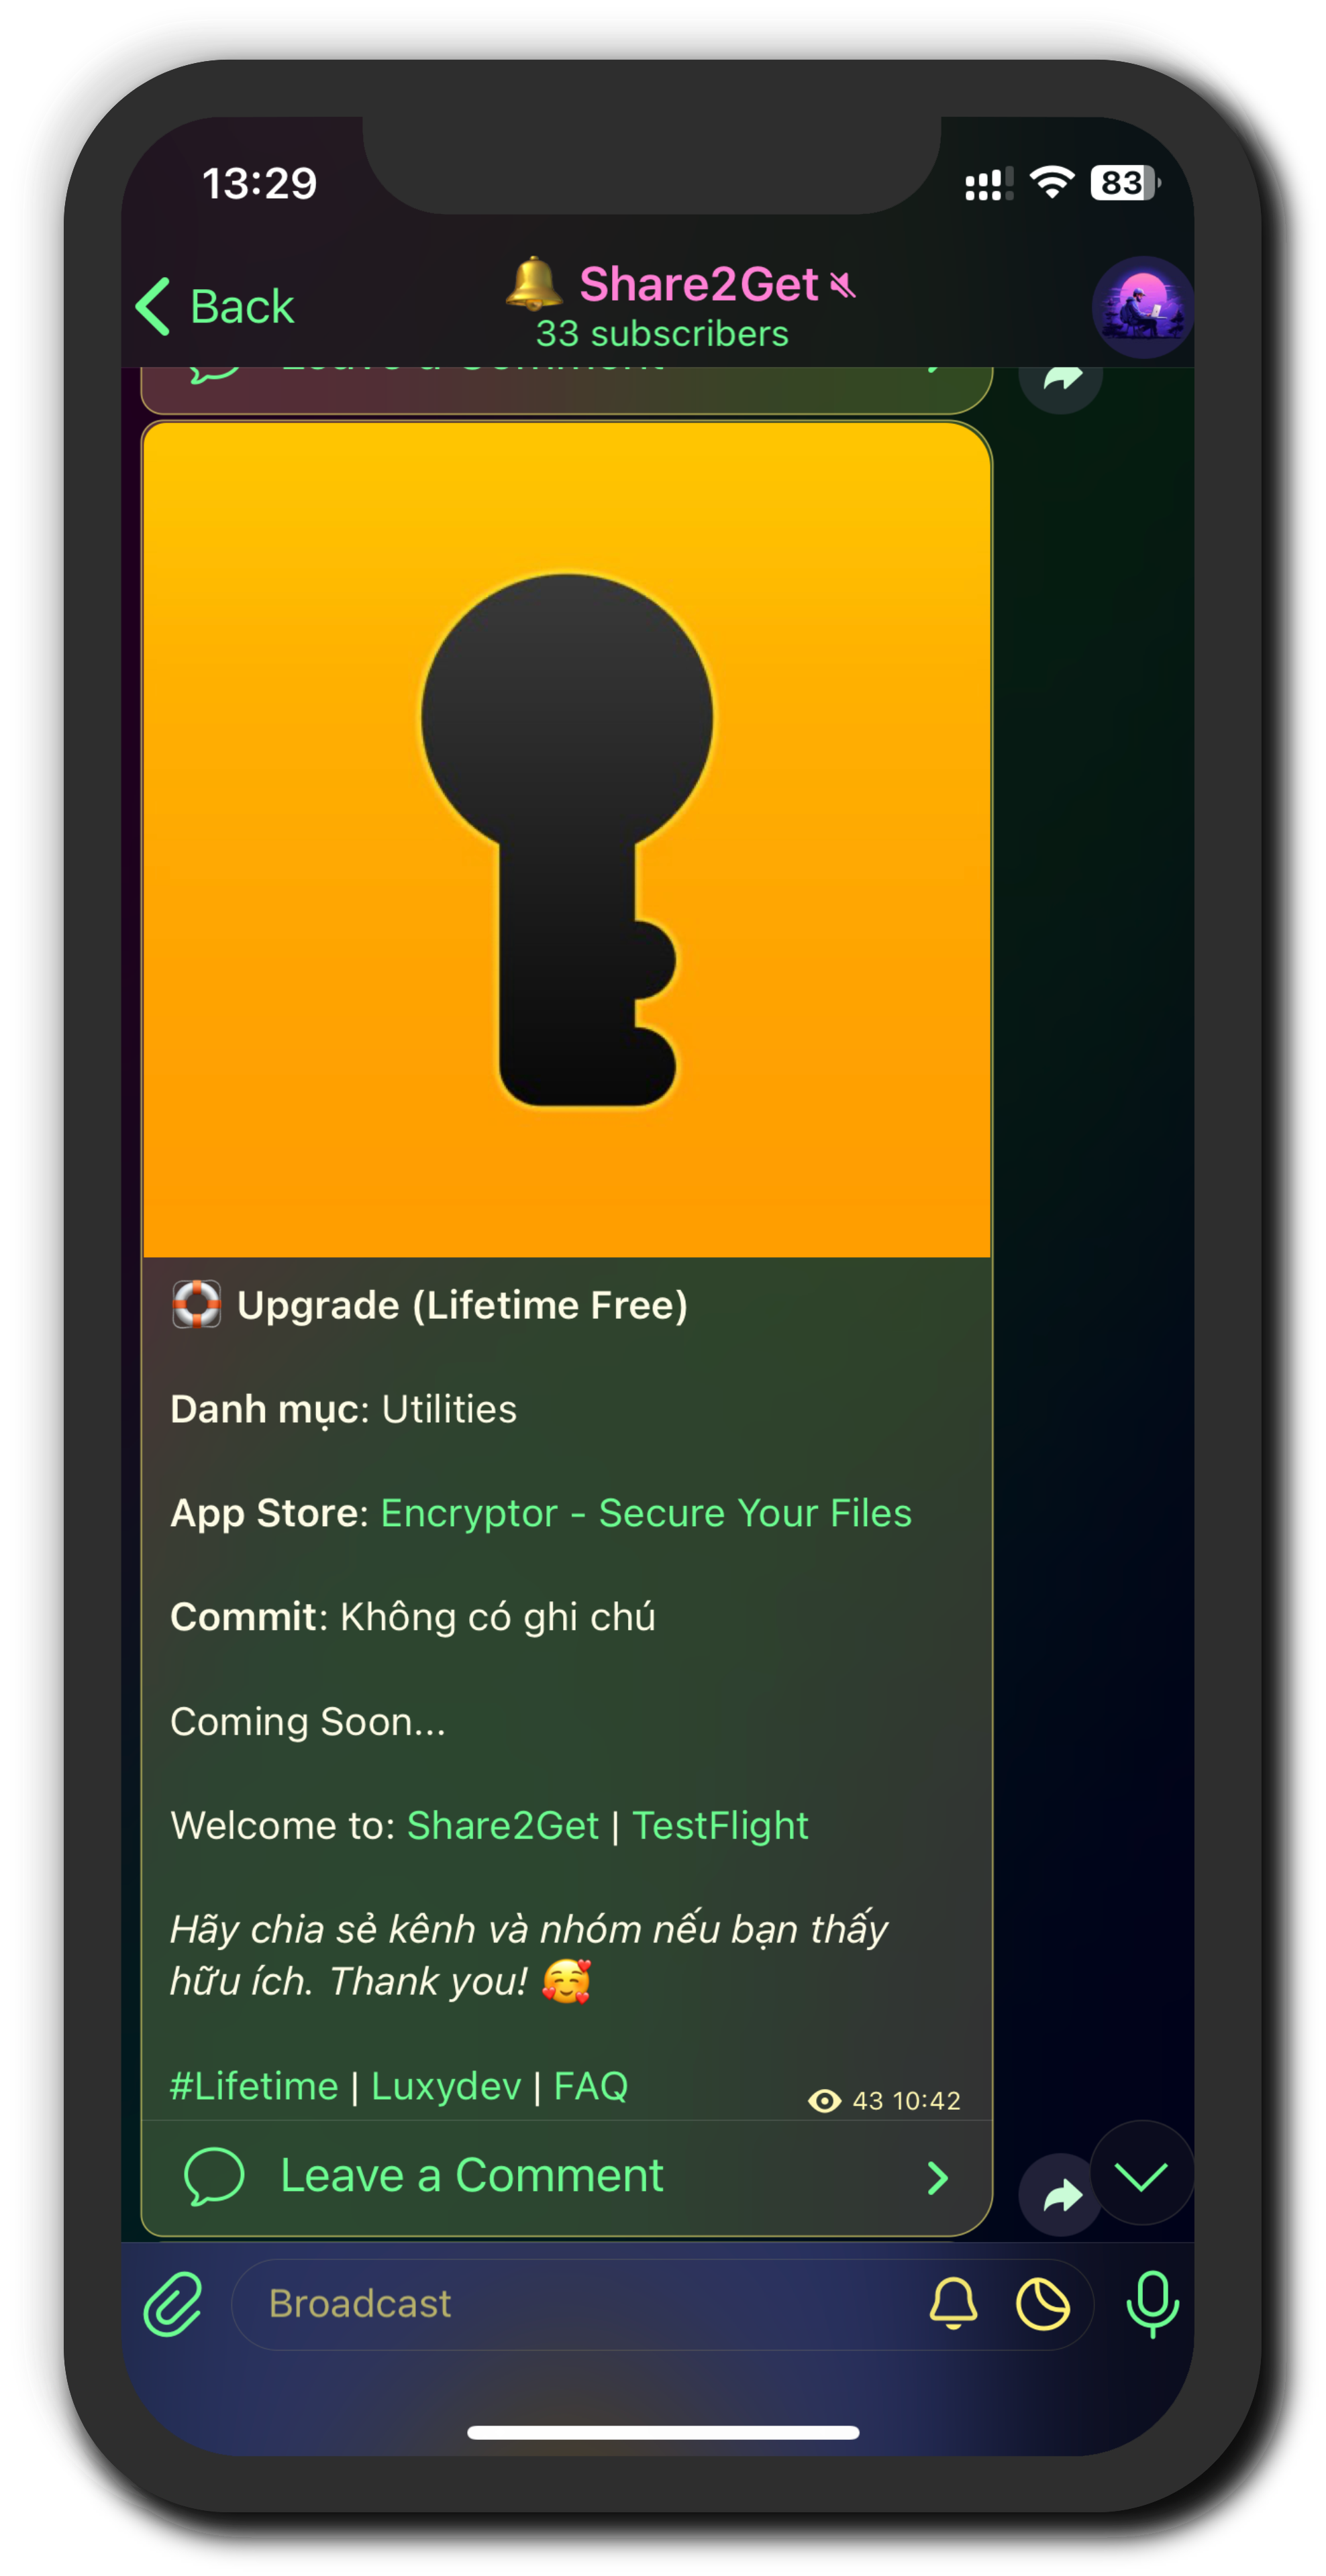 13:29
83
Back
🔔 Share2Get
33 subscribers
Leave a Comment
🛟 Upgrade (Lifetime Free)
Danh mục: Utilities
App Store: Encryptor - Secure Your Files
Commit: Không có ghi chú
Coming Soon...
Welcome to: Share2Get | TestFlight
Hãy chia sẻ kênh và nhóm nếu bạn thấy
hữu ích. Thank you! 🥰
#Lifetime | Luxydev | FAQ
43 10:42
Leave a Comment
Broadcast